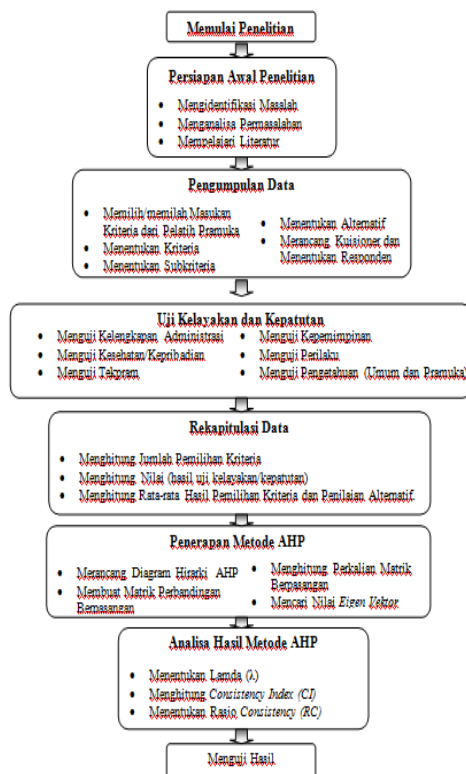 Memulai Penelitian
Persiapan Awal Penelitian
• Mengidentifikasi Masalah
• Menganalisa Permasalahan
• Mempelajari Literatur
Pengumpulan Data
• Memilih/memilah Masukan
Kriteria dari Pelatih Pramuka
• Menentukan Kriteria
• Menentukan Subkriteria
• Menentukan Alternatif
• Merancang Kuisioner dan
Menentukan Responden
Uji Kelayakan dan Kepatutan
• Menguji Kelengkapan Administrasi
• Menguji Kesehatan/Kepribadian
• Menguji Tekpram
• Menguji Kepemimpinan
• Menguji Perilaku
• Menguji Pengetahuan (Umum dan Pramuka)
Rekapitulasi Data
• Menghitung Jumlah Pemilihan Kriteria
• Menghitung Nilai (hasil uji kelayakan/kepatutan)
• Menghitung Rata-rata Hasil Pemilihan Kriteria dan Penilaian Alternatif.
Penerapan Metode AHP
• Merancang Diagram Hirarki AHP
• Membuat Matrik Perbandingan
Berpasangan
• Menghitung Perkalian Matrik
Berpasangan
• Mencari Nilai Eigen Vektor
Analisa Hasil Metode AHP
• Menentukan Lamda (λ)
• Menghitung Consistency Index (CI)
• Menentukan Rasio Consistency (RC)
Menguji Hasil